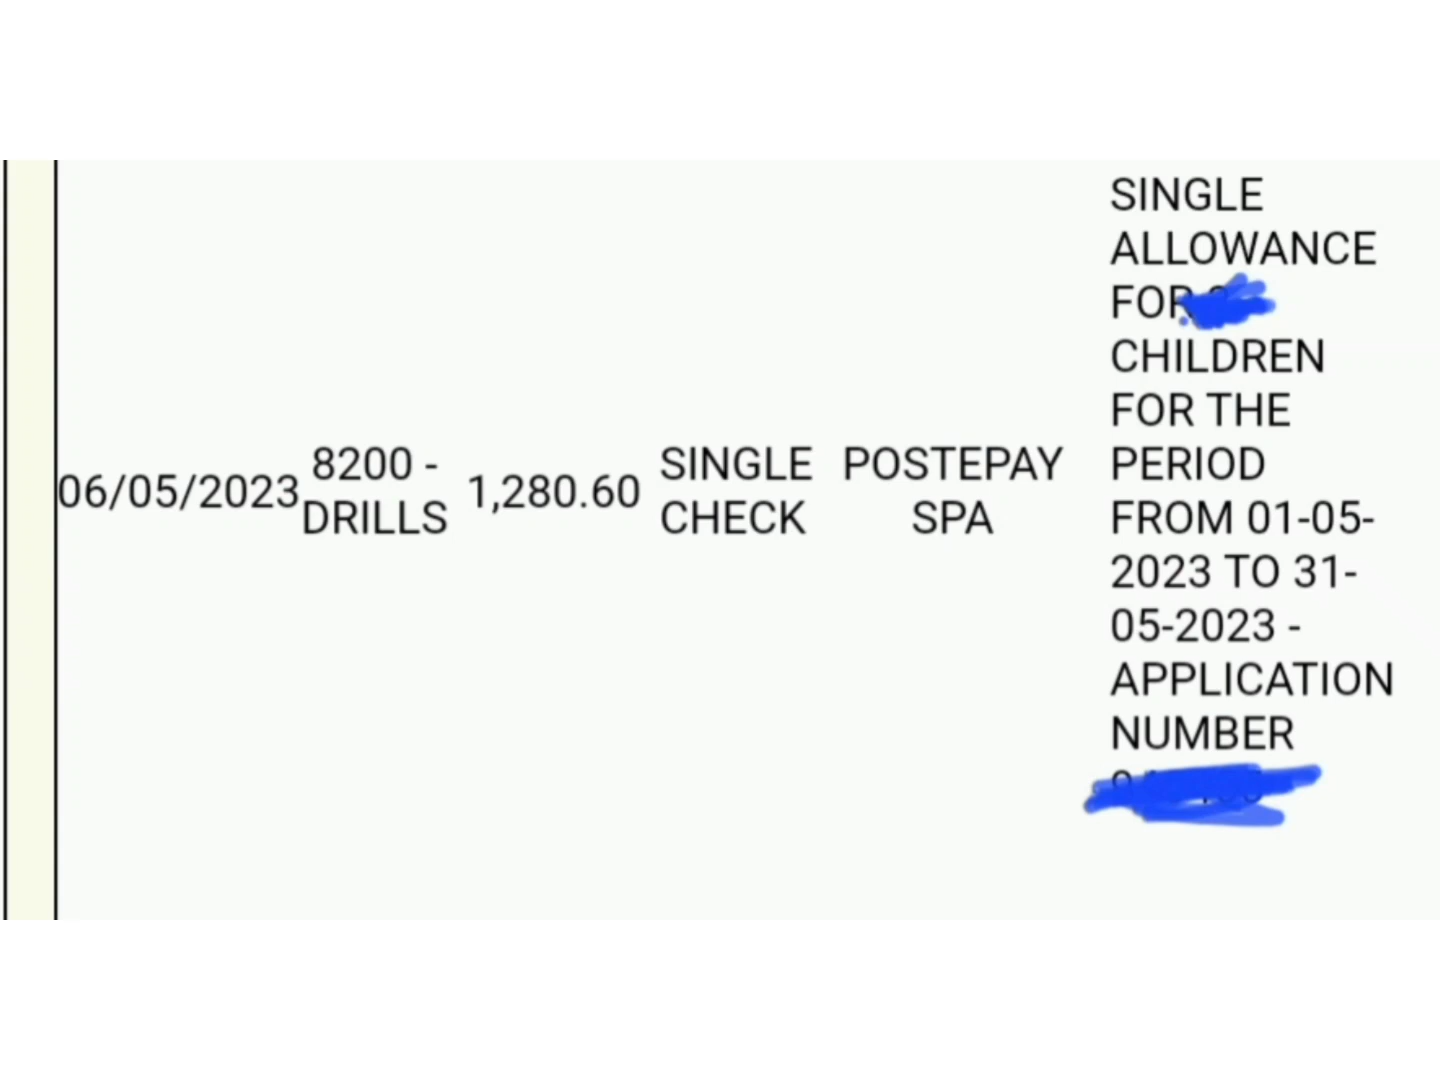 06/05/2023
8200 -
DRILLS
1,280.60
SINGLE
CHECK
POSTEPAY
SPA
SINGLE
ALLOWANCE
FOR
CHILDREN
FOR THE
PERIOD
FROM 01-05-
2023 TO 31-
05-2023 -
APPLICATION
NUMBER